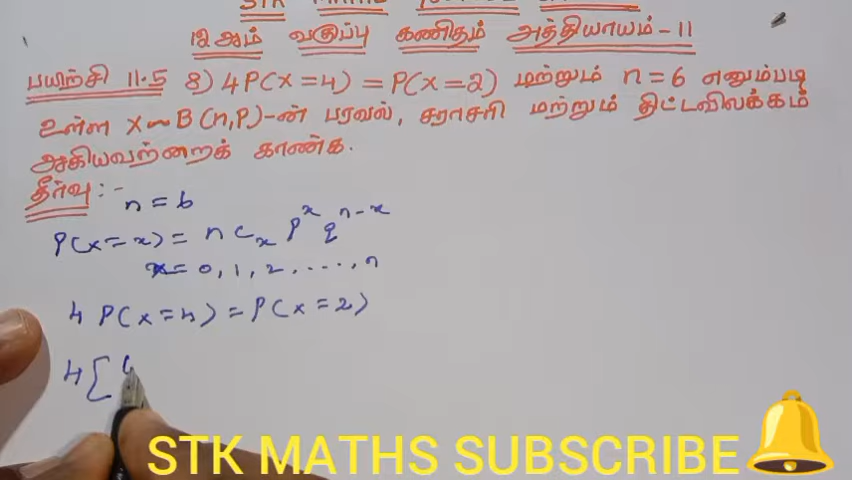 12ஆம் வகுப்பு கணிதம் அத்தியாயம்-11
பயிற்சி 11.5 8) 4P(X=4) = P(X=2) மற்றும் n=6 எனும்படி
உள்ள X~B(n,P)-ன் பரவல், சராசரி மற்றும் திட்டவிலக்கம்
ஆகியவற்றைக் காண்க.
தீர்வு:-
n = 6
P(X=x) = nCₓ pˣ qⁿ⁻ˣ
x = 0, 1, 2, ....., n
4 P(X=4) = P(X=2)
4[
STK MATHS SUBSCRIBE